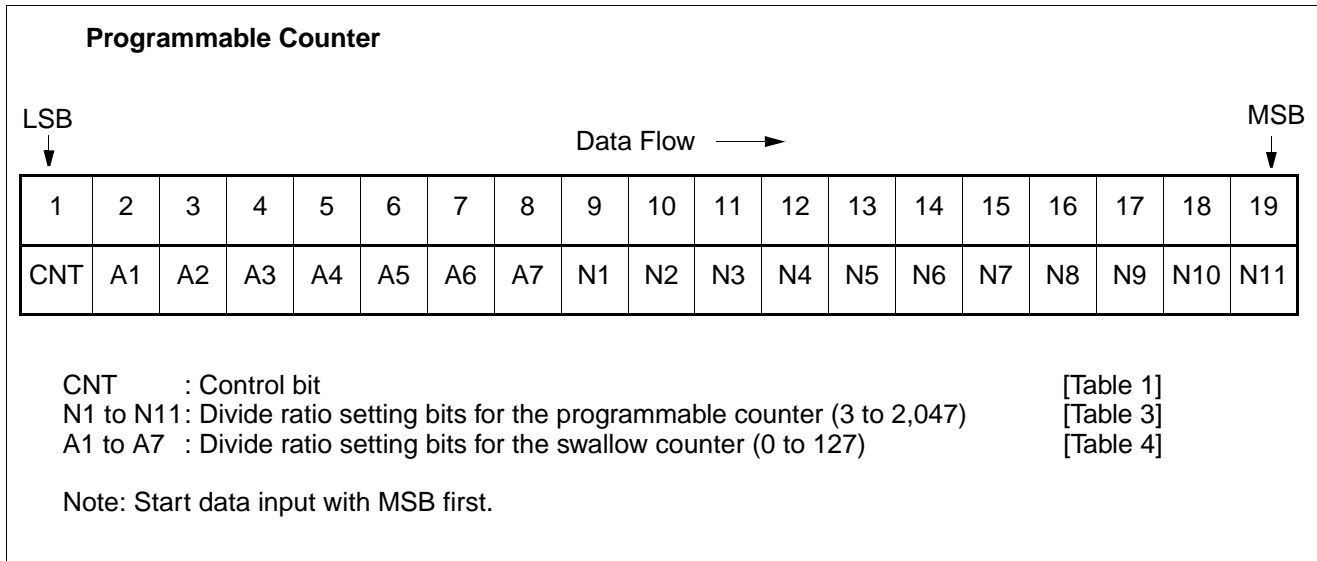 Programmable Counter
LSB
MSB
Data Flow
1 2 3 4 5 6 7 8 9 10 11 12 13 14 15 16 17 18 19
CNT A1 A2 A3 A4 A5 A6 A7 N1 N2 N3 N4 N5 N6 N7 N8 N9 N10 N11
CNT : Control bit [Table 1]
N1 to N11: Divide ratio setting bits for the programmable counter (3 to 2,047) [Table 3]
A1 to A7 : Divide ratio setting bits for the swallow counter (0 to 127) [Table 4]
Note: Start data input with MSB first.